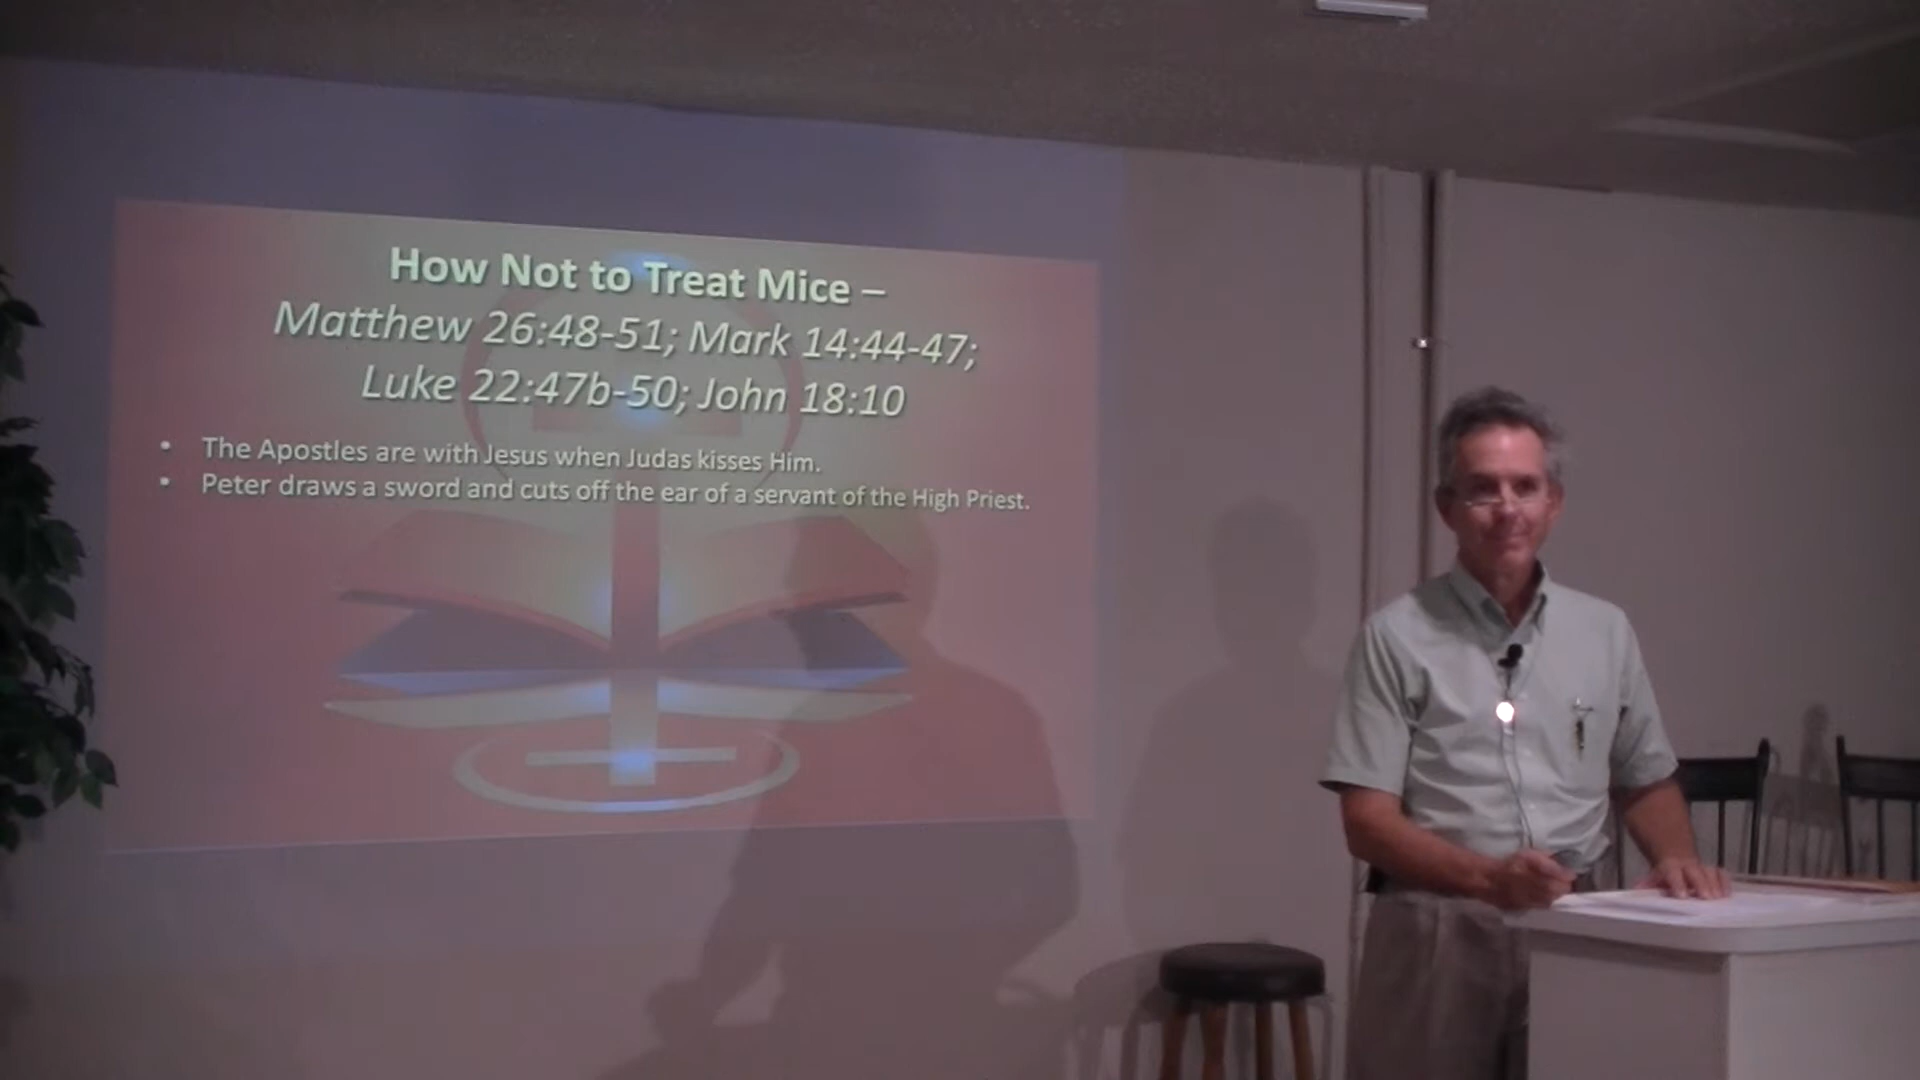 How Not to Treat Mice –
Matthew 26:48-51; Mark 14:44-47;
Luke 22:47b-50; John 18:10
• The Apostles are with Jesus when Judas kisses Him.
• Peter draws a sword and cuts off the ear of a servant of the High Priest.